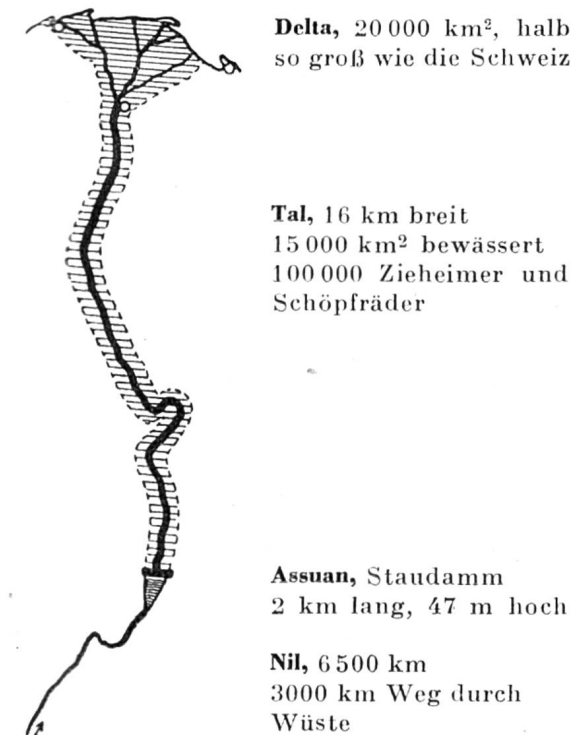 Delta, 20 000 km², halb
so groß wie die Schweiz
Tal, 16 km breit
15 000 km² bewässert
100 000 Zieheimer und
Schöpfräder
Assuan, Staudamm
2 km lang, 47 m hoch
Nil, 6 500 km
3000 km Weg durch
Wüste